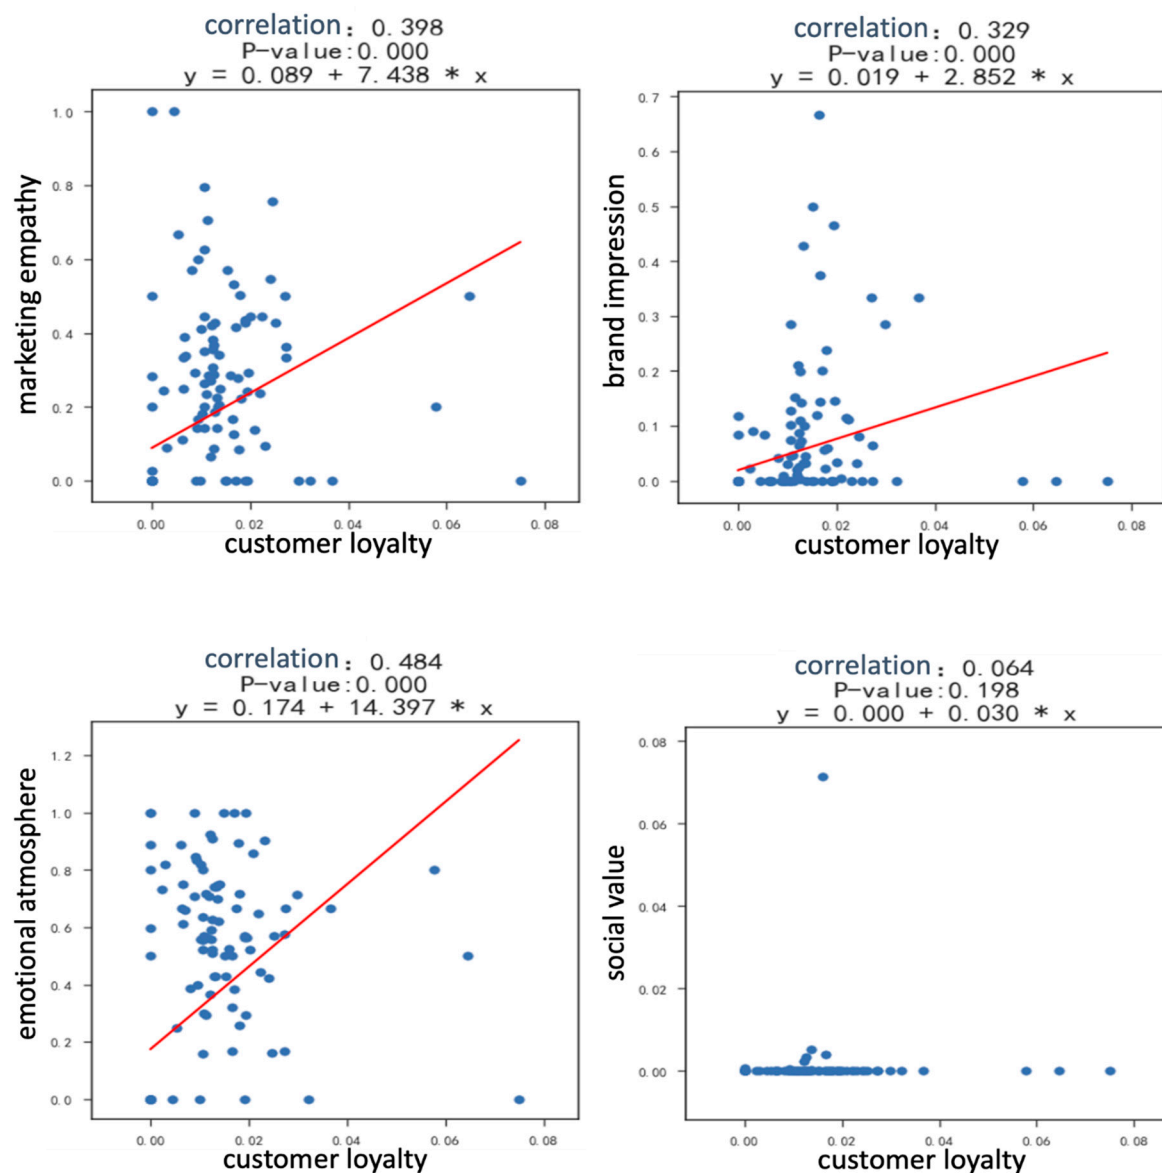 correlation：0.398
P-value:0.000
y = 0.089 + 7.438 * x
1.0
0.8
0.6
0.4
0.2
0.0
marketing empathy
0.00 0.02 0.04 0.06 0.08
customer loyalty
correlation：0.329
P-value:0.000
y = 0.019 + 2.852 * x
0.7
0.6
0.5
0.4
0.3
0.2
0.1
0.0
brand impression
0.00 0.02 0.04 0.06 0.08
customer loyalty
correlation：0.484
P-value:0.000
y = 0.174 + 14.397 * x
1.2
1.0
0.8
0.6
0.4
0.2
0.0
emotional atmosphere
0.00 0.02 0.04 0.06 0.08
customer loyalty
correlation：0.064
P-value:0.198
y = 0.000 + 0.030 * x
0.08
0.06
0.04
0.02
0.00
social value
0.00 0.02 0.04 0.06 0.08
customer loyalty